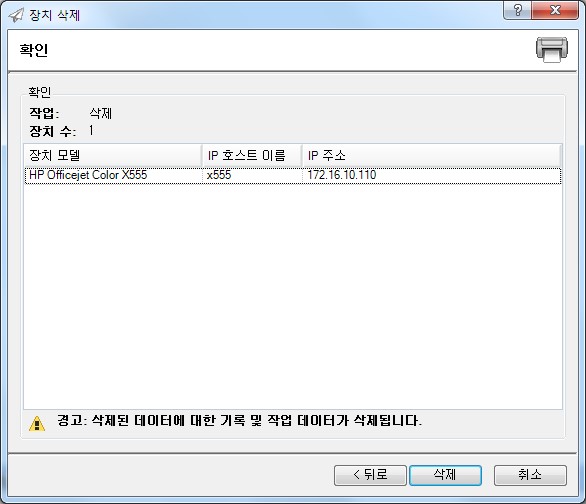 장치 삭제
확인
확인
작업: 삭제
장치 수: 1
장치 모델 IP 호스트 이름 IP 주소
HP Officejet Color X555 x555 172.16.10.110
경고: 삭제된 데이터에 대한 기록 및 작업 데이터가 삭제됩니다.
< 뒤로 삭제 취소